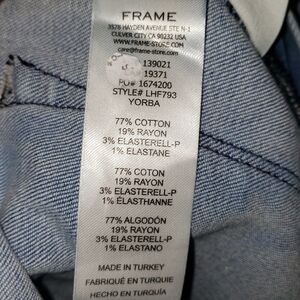 FRAME
3578 HAYDEN AVENUE STE N-1
CULVER CITY CA 90232 USA
WWW.FRAME-STORE.COM
care@frame-store.com
139021
19371
PO# 1674200
STYLE# LHF793
YORBA
77% COTTON
19% RAYON
3% ELASTERELL-P
1% ELASTANE
77% COTON
19% RAYON
3% ELASTERELL-P
1% ÉLASTHANNE
77% ALGODÓN
19% RAYON
3% ELASTERELL-P
1% ELASTANO
MADE IN TURKEY
FABRIQUÉ EN TURQUIE
HECHO EN TURQUÍA